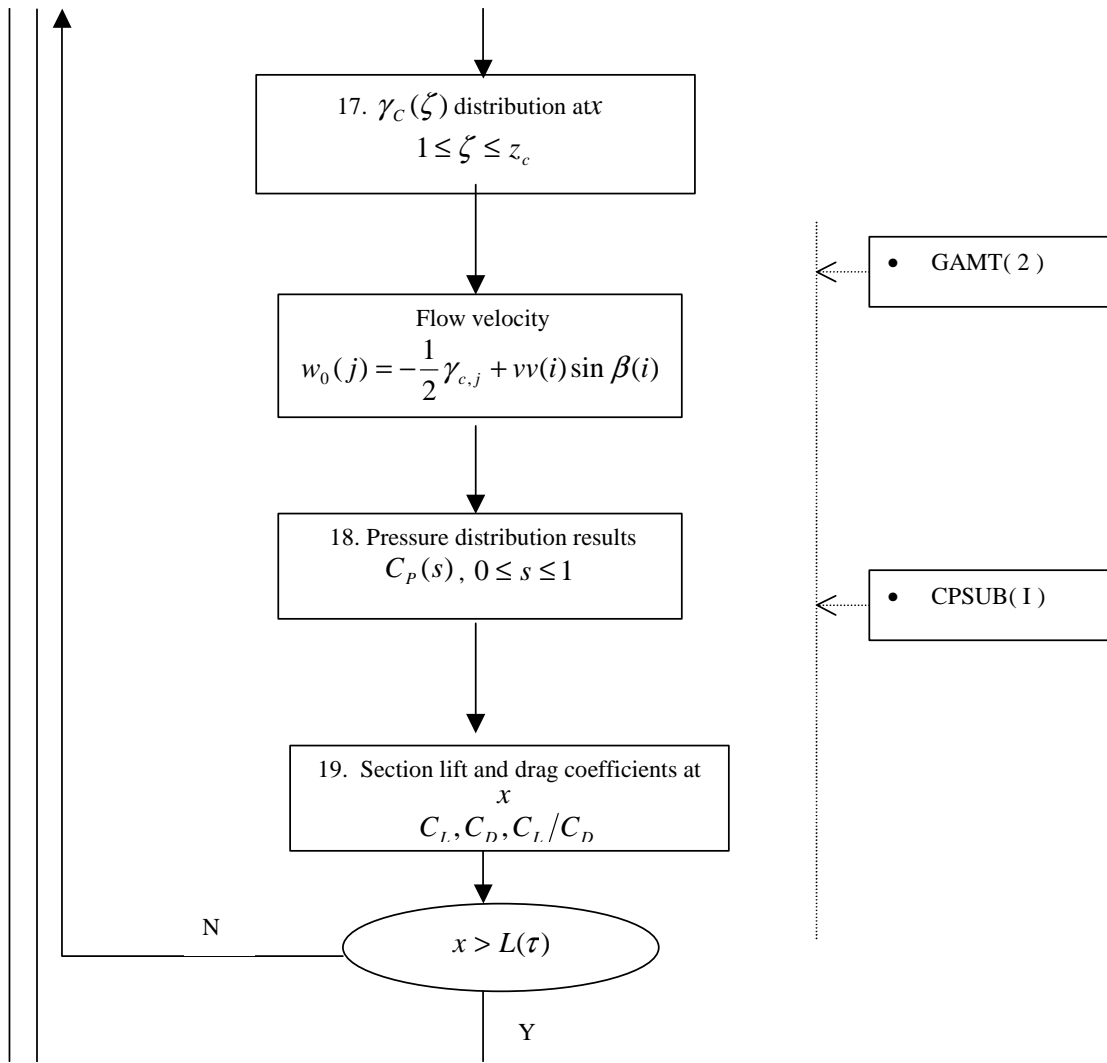 17. γ_C(ζ) distribution at x
1 ≤ ζ ≤ z_c
• GAMT( 2 )
Flow velocity
w_0(j) = -1/2 γ_{c,j} + vv(i) sin β(i)
18. Pressure distribution results
C_P(s), 0 ≤ s ≤ 1
• CPSUB( I )
19. Section lift and drag coefficients at
x
C_L, C_D, C_L/C_D
N
x > L(τ)
Y